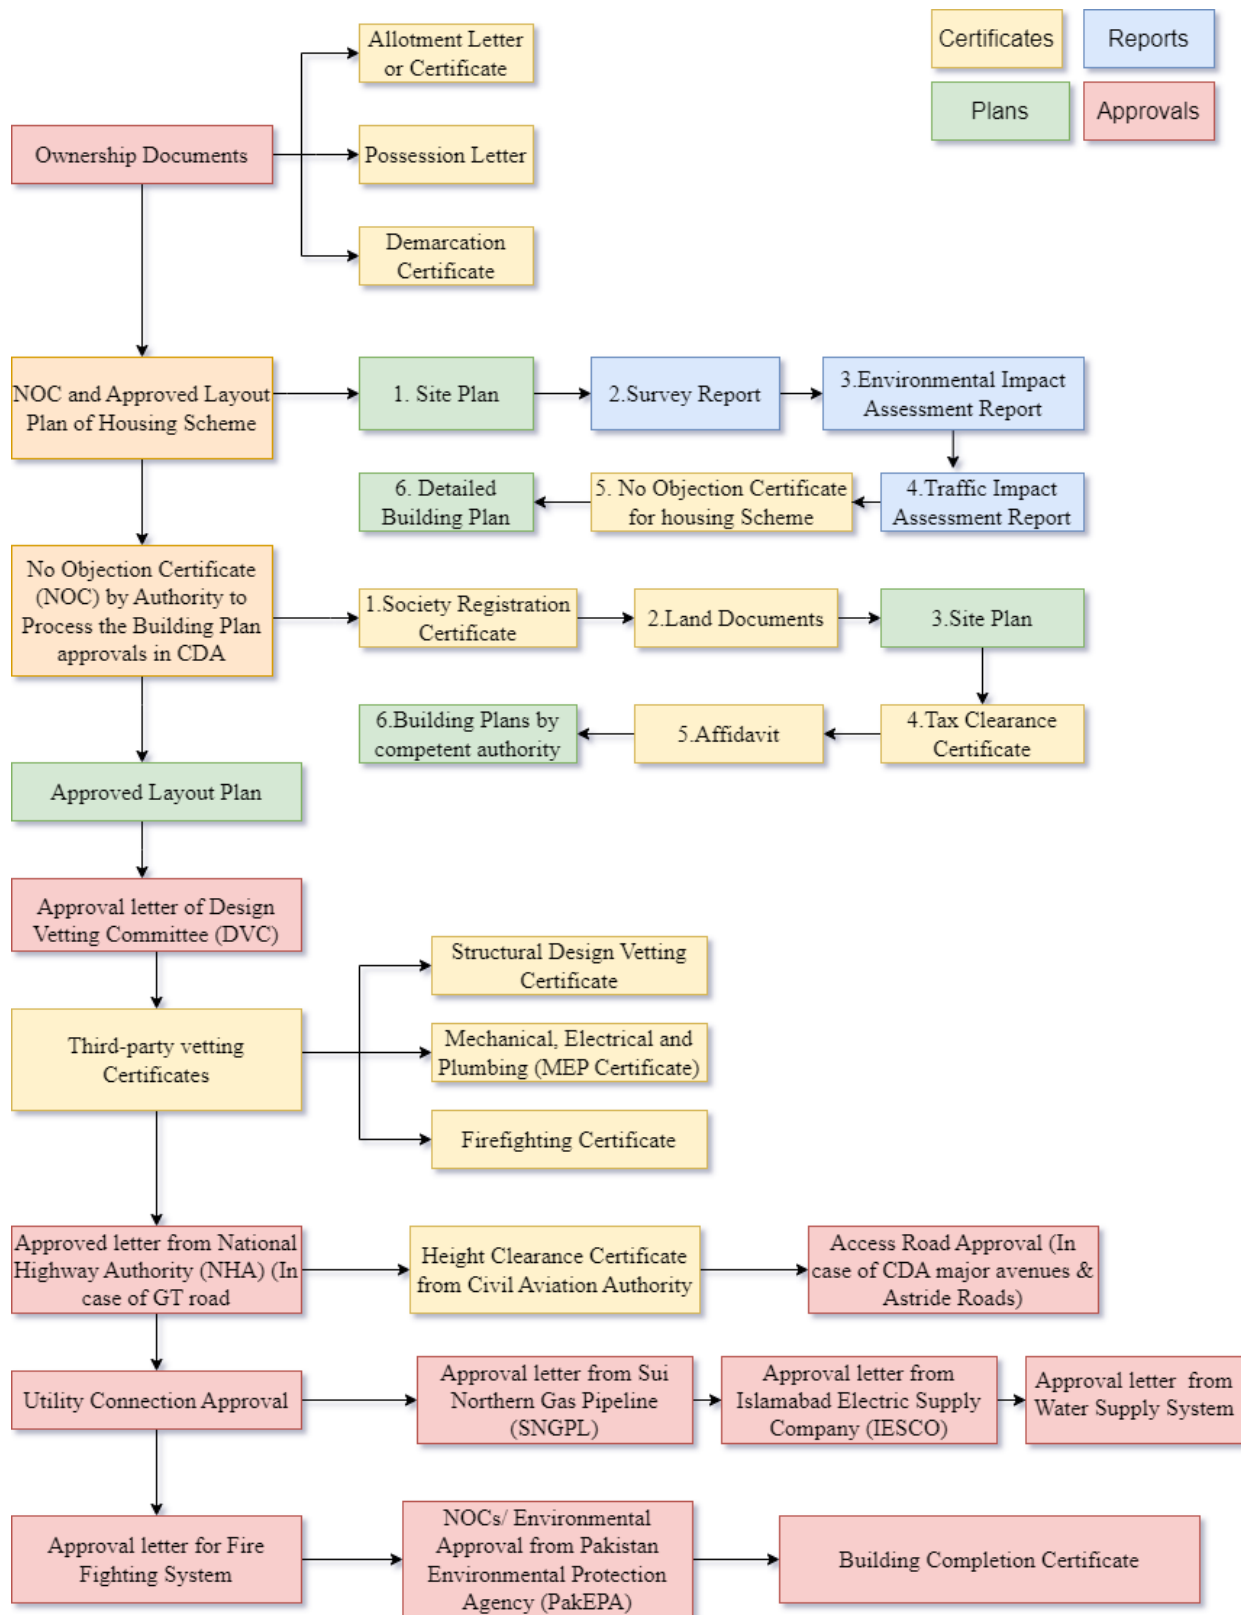 Allotment Letter
or Certificate
Certificates
Reports
Plans
Approvals
Ownership Documents
Possession Letter
Demarcation
Certificate
NOC and Approved Layout
Plan of Housing Scheme
1. Site Plan
2.Survey Report
3.Environmental Impact
Assessment Report
6. Detailed
Building Plan
5. No Objection Certificate
for housing Scheme
4.Traffic Impact
Assessment Report
No Objection Certificate
(NOC) by Authority to
Process the Building Plan
approvals in CDA
1.Society Registration
Certificate
2.Land Documents
3.Site Plan
6.Building Plans by
competent authority
5.Affidavit
4.Tax Clearance
Certificate
Approved Layout Plan
Approval letter of Design
Vetting Committee (DVC)
Structural Design Vetting
Certificate
Third-party vetting
Certificates
Mechanical, Electrical and
Plumbing (MEP Certificate)
Firefighting Certificate
Approved letter from National
Highway Authority (NHA) (In
case of GT road
Height Clearance Certificate
from Civil Aviation Authority
Access Road Approval (In
case of CDA major avenues &
Astride Roads)
Utility Connection Approval
Approval letter from Sui
Northern Gas Pipeline
(SNGPL)
Approval letter from
Islamabad Electric Supply
Company (IESCO)
Approval letter from
Water Supply System
Approval letter for Fire
Fighting System
NOCs/ Environmental
Approval from Pakistan
Environmental Protection
Agency (PakEPA)
Building Completion Certificate